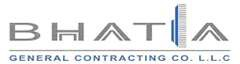 BHATIA
GENERAL CONTRACTING CO. L.L.C